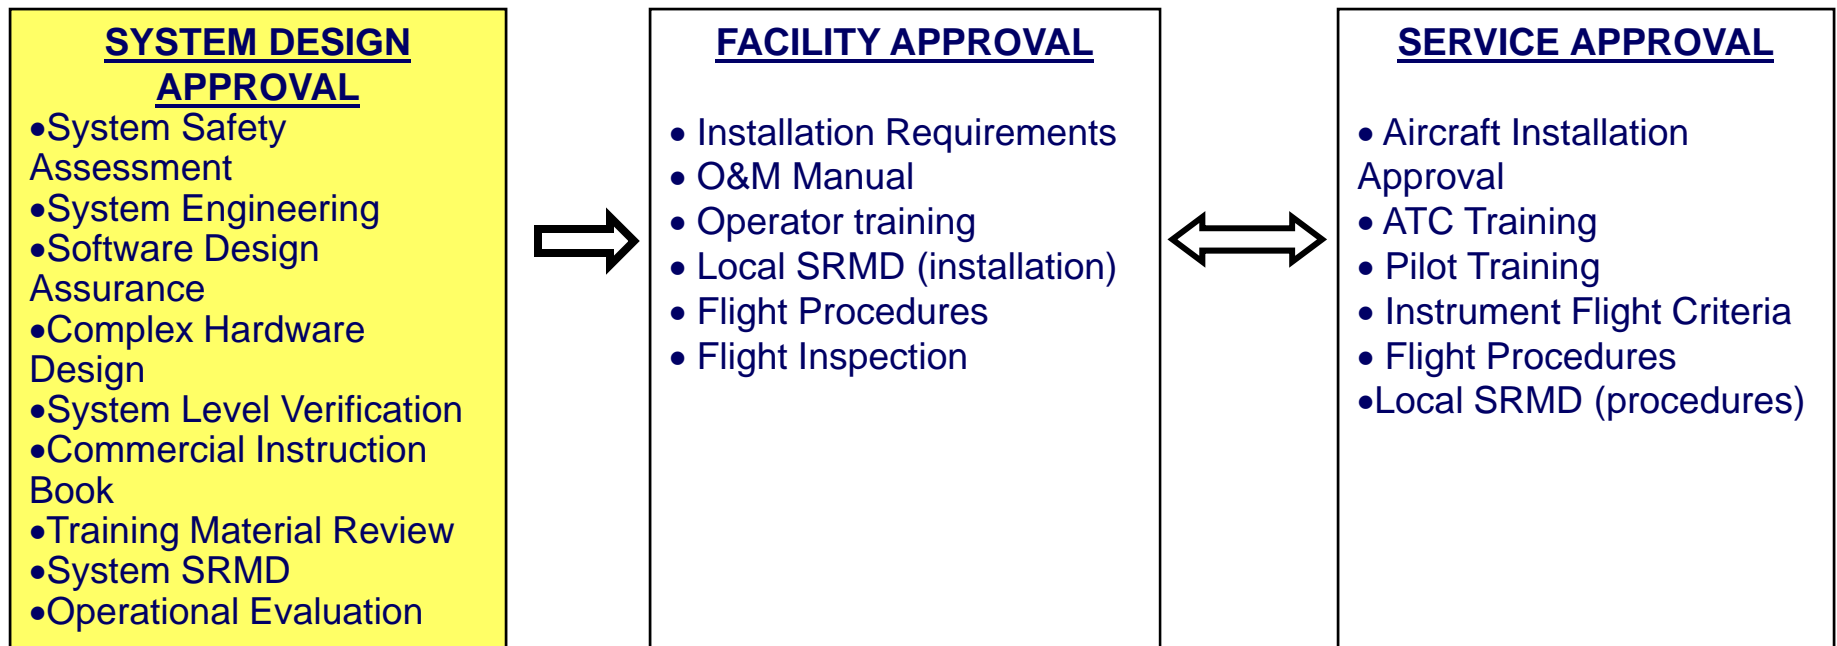 SYSTEM DESIGN
APPROVAL
•System Safety
Assessment
•System Engineering
•Software Design
Assurance
•Complex Hardware
Design
•System Level Verification
•Commercial Instruction
Book
•Training Material Review
•System SRMD
•Operational Evaluation
FACILITY APPROVAL
• Installation Requirements
• O&M Manual
• Operator training
• Local SRMD (installation)
• Flight Procedures
• Flight Inspection
SERVICE APPROVAL
• Aircraft Installation
Approval
• ATC Training
• Pilot Training
• Instrument Flight Criteria
• Flight Procedures
•Local SRMD (procedures)